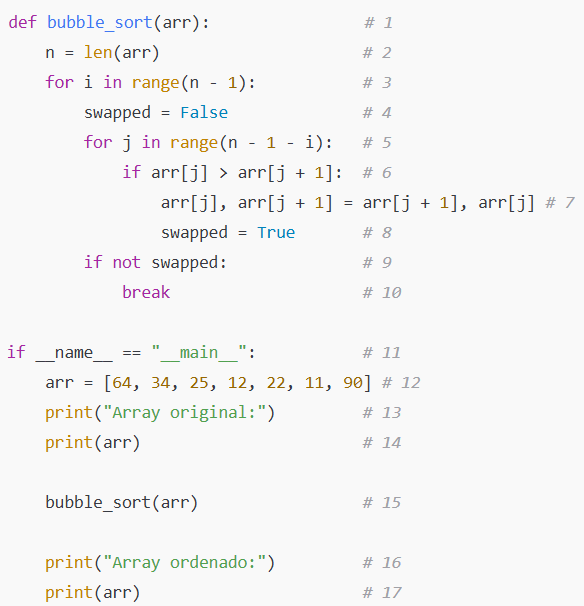 def bubble_sort(arr): # 1
    n = len(arr) # 2
    for i in range(n - 1): # 3
        swapped = False # 4
        for j in range(n - 1 - i): # 5
            if arr[j] > arr[j + 1]: # 6
                arr[j], arr[j + 1] = arr[j + 1], arr[j] # 7
                swapped = True # 8
        if not swapped: # 9
            break # 10
if __name__ == "__main__": # 11
    arr = [64, 34, 25, 12, 22, 11, 90] # 12
    print("Array original:") # 13
    print(arr) # 14
    bubble_sort(arr) # 15
    print("Array ordenado:") # 16
    print(arr) # 17